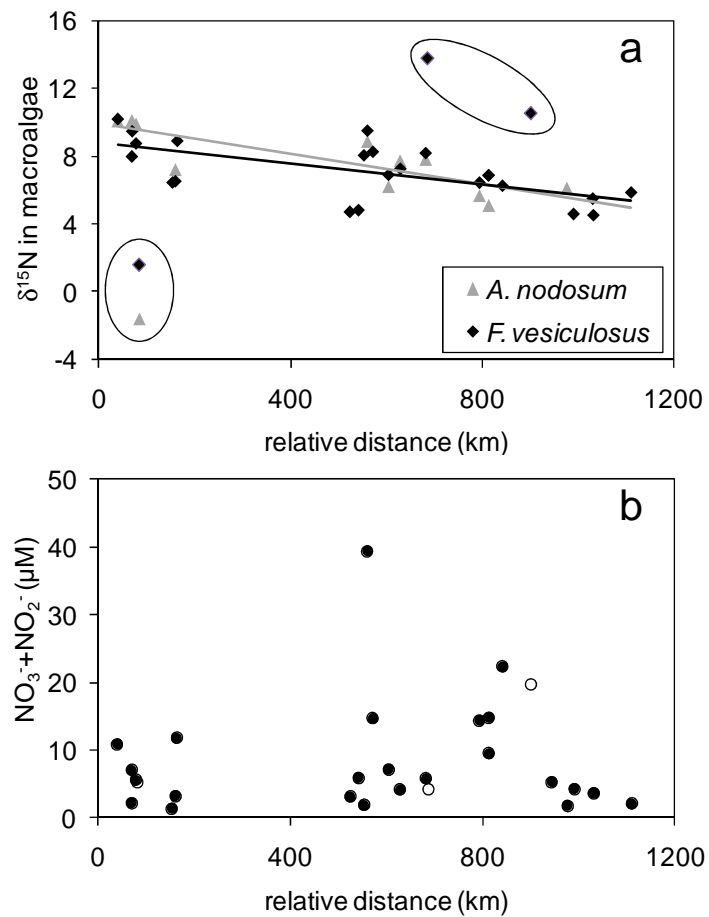 a
16
12
8
4
0
-4
δ¹⁵N in macroalgae
A. nodosum
F. vesiculosus
0 400 800 1200
relative distance (km)
b
50
40
30
20
10
0
NO₃⁻+NO₂⁻ (µM)
0 400 800 1200
relative distance (km)